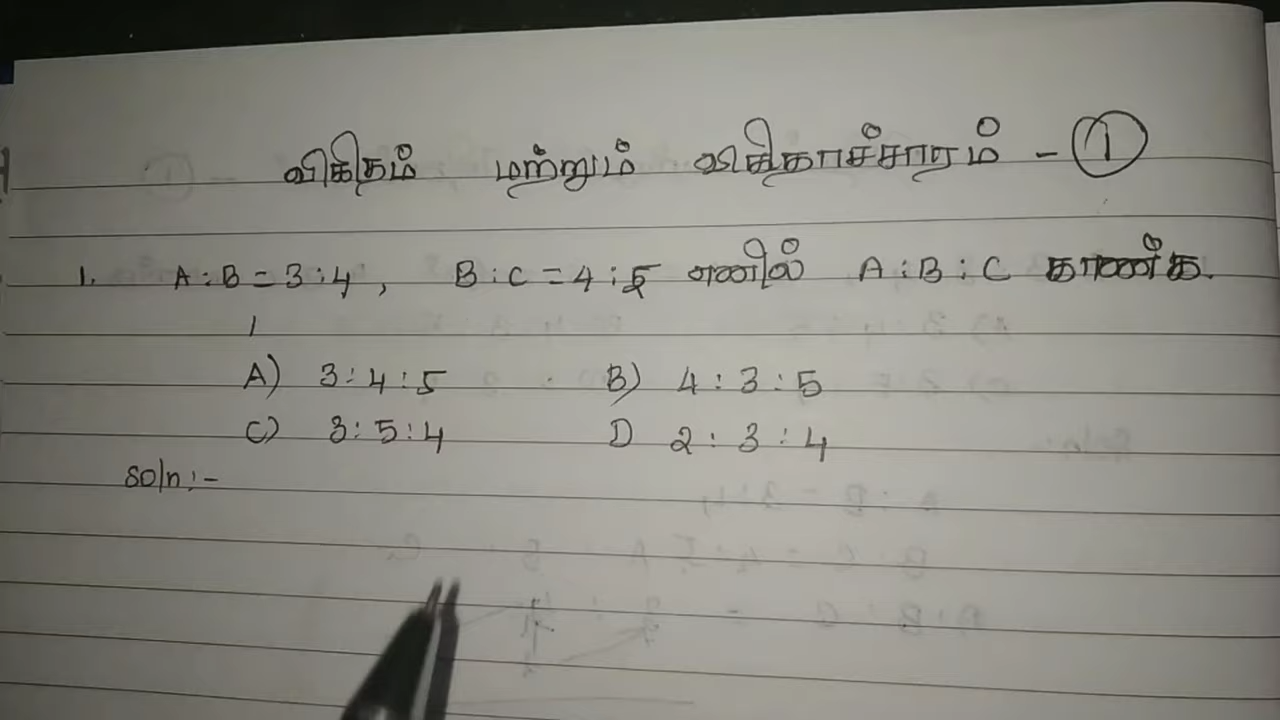 விகிதம் மற்றும் விகிதாச்சாரம் - ①
1. A : B = 3 : 4 , B : C = 4 : 5 எனில் A : B : C காண்க.
A) 3 : 4 : 5 B) 4 : 3 : 5
C) 3 : 5 : 4 D 2 : 3 : 4
Soln :-